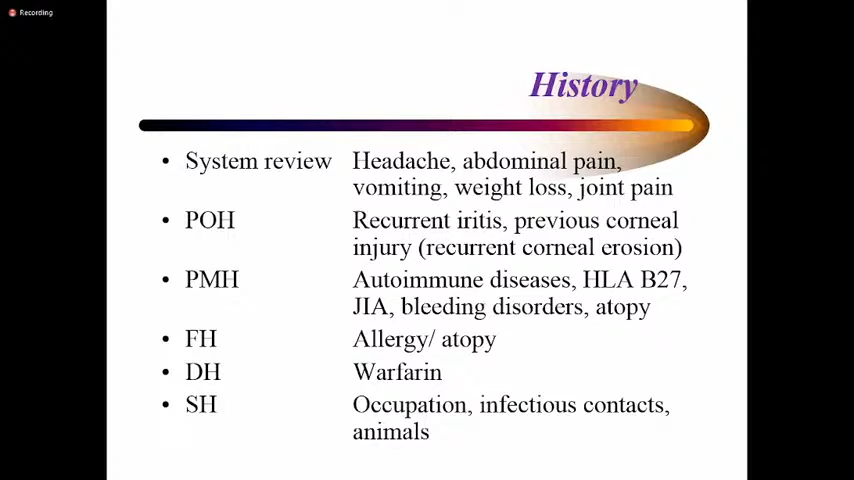 Recording
History
• System review Headache, abdominal pain,
vomiting, weight loss, joint pain
• POH Recurrent iritis, previous corneal
injury (recurrent corneal erosion)
• PMH Autoimmune diseases, HLA B27,
JIA, bleeding disorders, atopy
• FH Allergy/ atopy
• DH Warfarin
• SH Occupation, infectious contacts,
animals